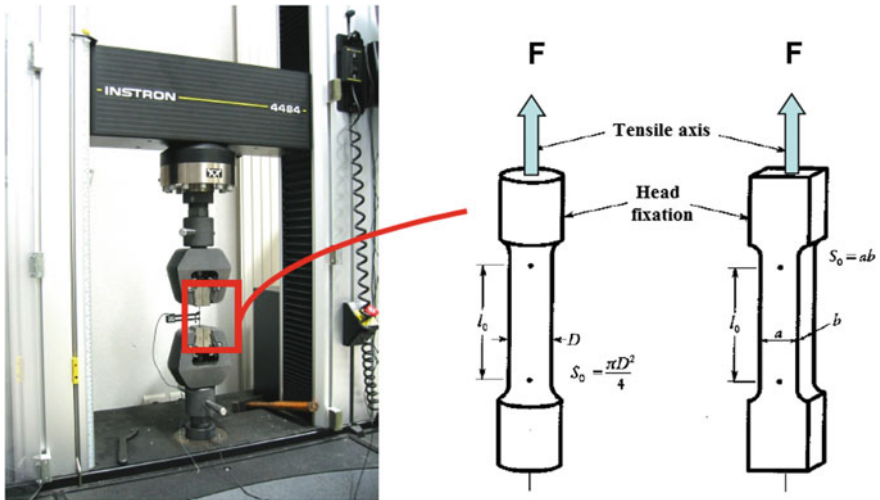 - INSTRON
4484 -
F
F
Tensile axis
Head
fixation
S₀ = ab
l₀
l₀
D
a
b
S₀ = πD²/4